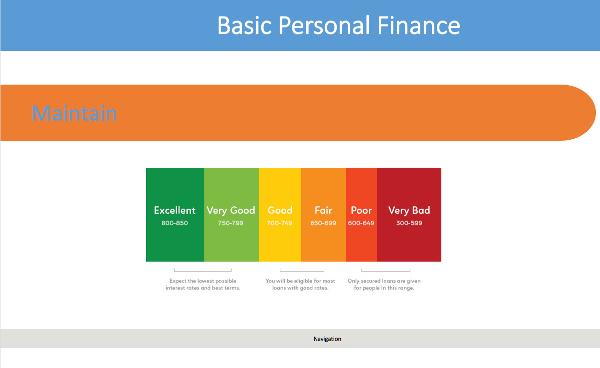 Basic Personal Finance
Maintain
Excellent Very Good Good Fair Poor Very Bad
800-850 750-799 700-749 650-699 600-649 300-599
Expect the lowest possible You will be eligible for most Only secured loans are given
interest rates and best terms. loans with good rates. for people in this range.
Navigation